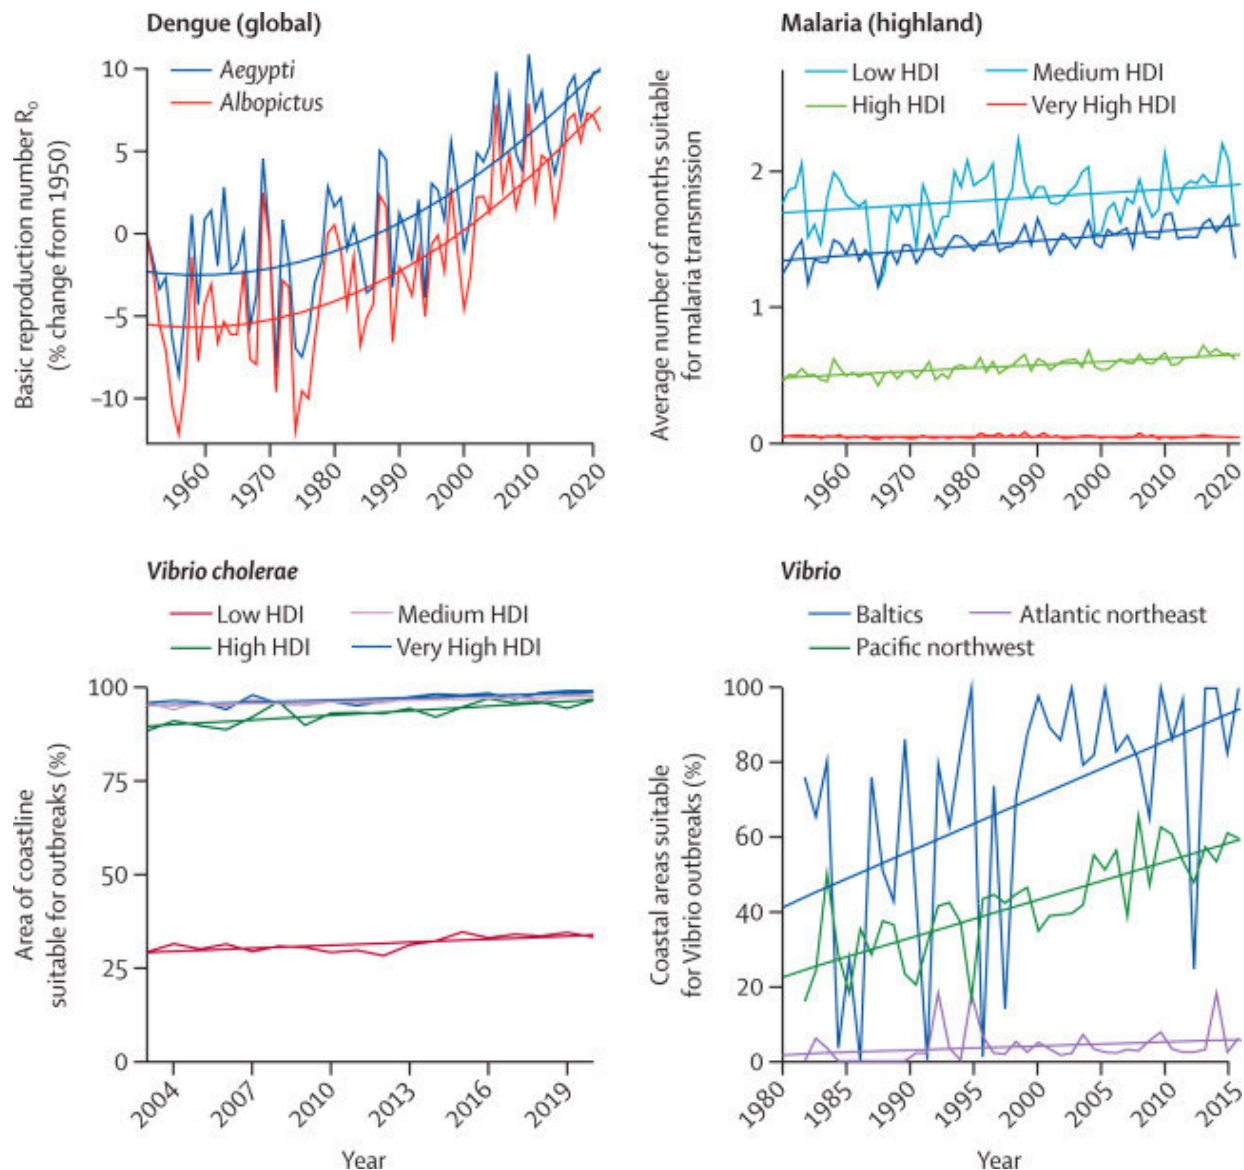 Dengue (global)
Aegypti
Albopictus
Basic reproduction number R₀
(% change from 1950)
10
5
0
−5
−10
1960
1970
1980
1990
2000
2010
2020
Malaria (highland)
Low HDI
Medium HDI
High HDI
Very High HDI
Average number of months suitable
for malaria transmission
2
1
0
1960
1970
1980
1990
2000
2010
2020
Vibrio cholerae
Low HDI
Medium HDI
High HDI
Very High HDI
Area of coastline
suitable for outbreaks (%)
100
75
50
25
0
2004
2007
2010
2013
2016
2019
Year
Vibrio
Baltics
Atlantic northeast
Pacific northwest
Coastal areas suitable
for Vibrio outbreaks (%)
100
80
60
40
20
0
1980
1985
1990
1995
2000
2005
2010
2015
Year